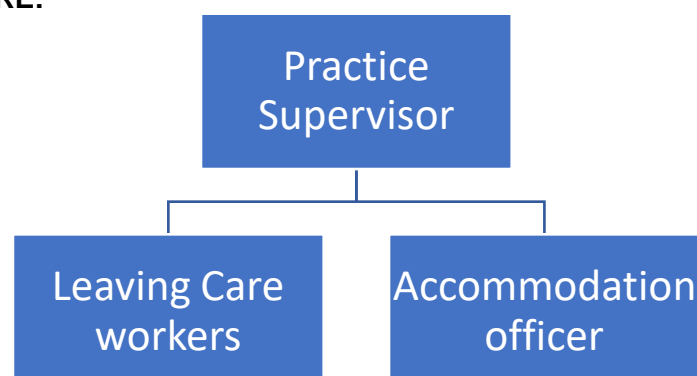 Practice
Supervisor
Leaving Care
workers
Accommodation
officer